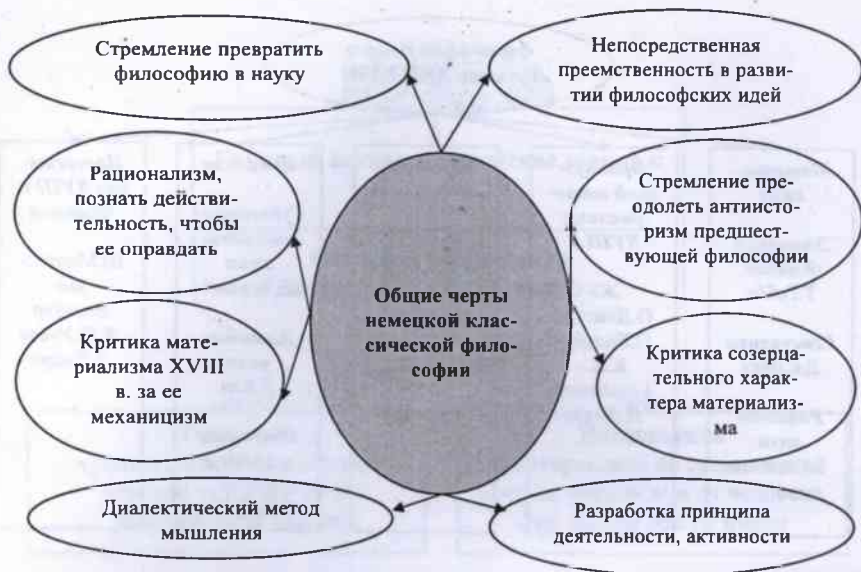 Стремление превратить
философию в науку
Непосредственная
преемственность в разви-
тии философских идей
Рационализм,
познать действи-
тельность, чтобы
ее оправдать
Стремление пре-
одолеть антиисто-
ризм предшест-
вующей философии
Общие черты
немецкой клас-
сической фило-
софии
Критика мате-
риализма XVIII
в. за ее
механицизм
Критика созерца-
тельного харак-
тера материализ-
ма
Диалектический метод
мышления
Разработка принципа
деятельности, активности